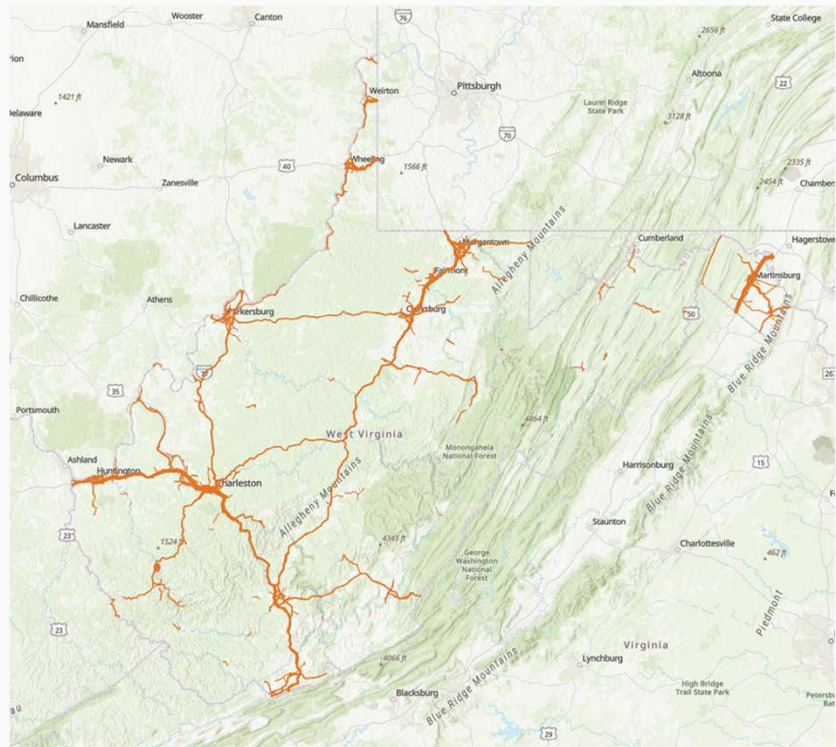 Mansfield
Wooster
Canton
76
State College
2656 ft
Altoona
22
1421 ft
Weirton
Pittsburgh
Laurel Ridge
State Park
3128 ft
70
Newark
40
Wheeling
1566 ft
2335 ft
2454 ft
Columbus
Zanesville
Lancaster
Allegheny Mountains
Morgantown
Cumberland
Fairmont
Martinsburg
Chillicothe
Athens
50
Blue Ridge Mountains
35
4864 ft
Portsmouth
West Virginia
Monongahela
National Forest
Ashland
Huntington
Charleston
Allegheny Mountains
Harrisonburg
15
Blue Ridge Mountains
23
1524 ft
4345 ft
Staunton
George
Washington
National
Forest
Charlottesville
462 ft
23
Piedmont
Virginia
4066 ft
Lynchburg
Blacksburg
Blue Ridge Mountains
High Bridge
Trail State Park
29